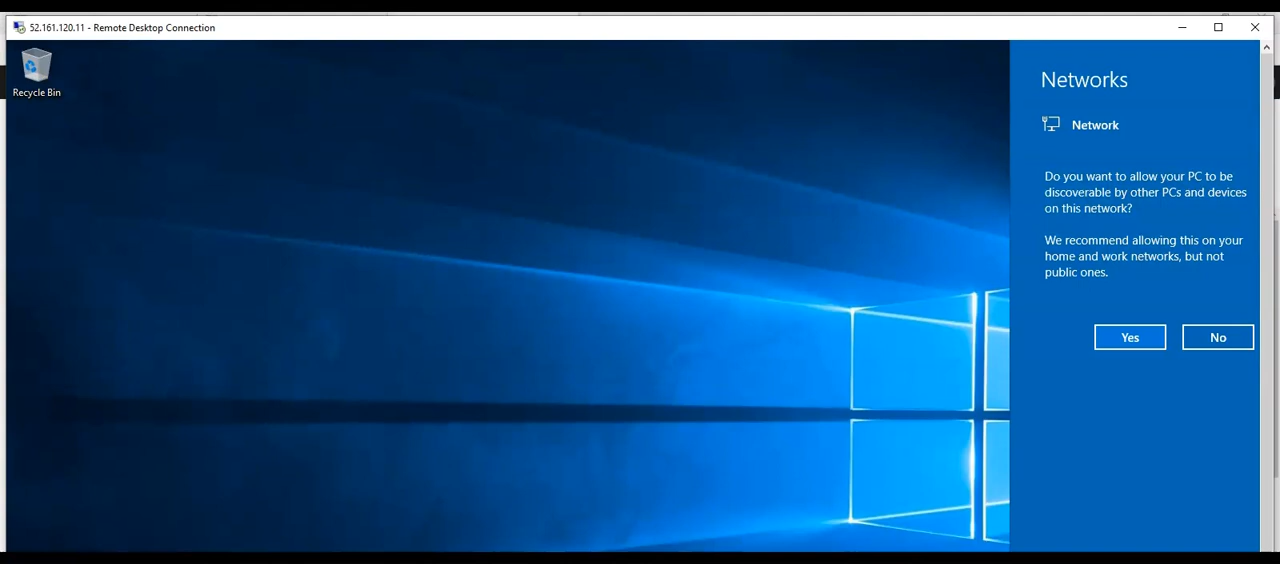 52.161.120.11 - Remote Desktop Connection
Recycle Bin
Networks
Network
Do you want to allow your PC to be
discoverable by other PCs and devices
on this network?
We recommend allowing this on your
home and work networks, but not
public ones.
Yes
No